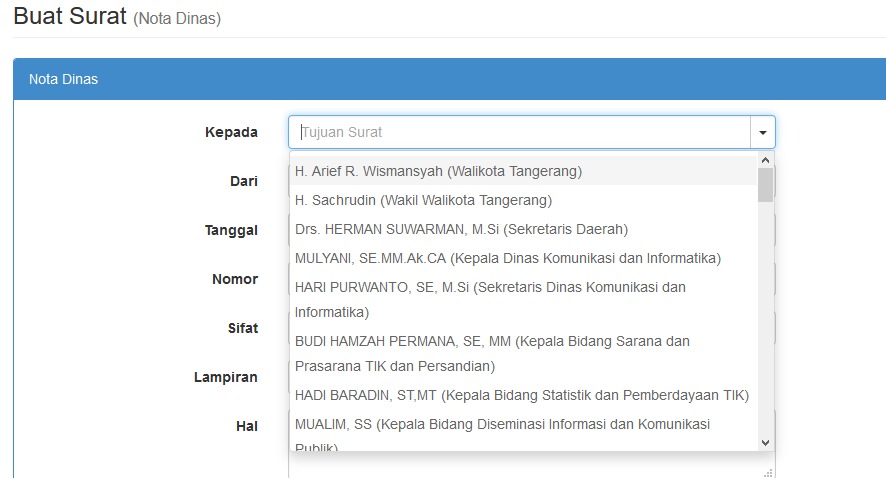 Buat Surat (Nota Dinas)
Nota Dinas
Kepada
Tujuan Surat
H. Arief R. Wismansyah (Walikota Tangerang)
Dari
H. Sachrudin (Wakil Walikota Tangerang)
Tanggal
Drs. HERMAN SUWARMAN, M.Si (Sekretaris Daerah)
MULYANI, SE.MM.Ak.CA (Kepala Dinas Komunikasi dan Informatika)
Nomor
HARI PURWANTO, SE, M.Si (Sekretaris Dinas Komunikasi dan
Informatika)
Sifat
BUDI HAMZAH PERMANA, SE, MM (Kepala Bidang Sarana dan
Prasarana TIK dan Persandian)
Lampiran
HADI BARADIN, ST,MT (Kepala Bidang Statistik dan Pemberdayaan TIK)
Hal
MUALIM, SS (Kepala Bidang Diseminasi Informasi dan Komunikasi
Publik)